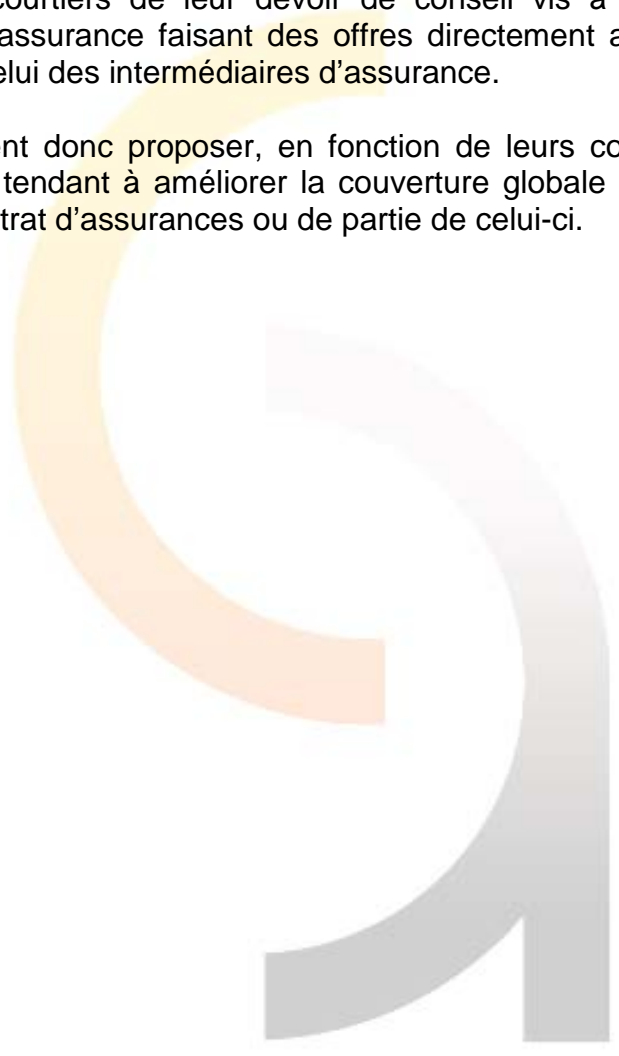 courtiers de leur devoir de conseil vis à
assurance faisant des offres directement a
elui des intermédiaires d’assurance.
ent donc proposer, en fonction de leurs co
tendant à améliorer la couverture globale
trat d’assurances ou de partie de celui-ci.